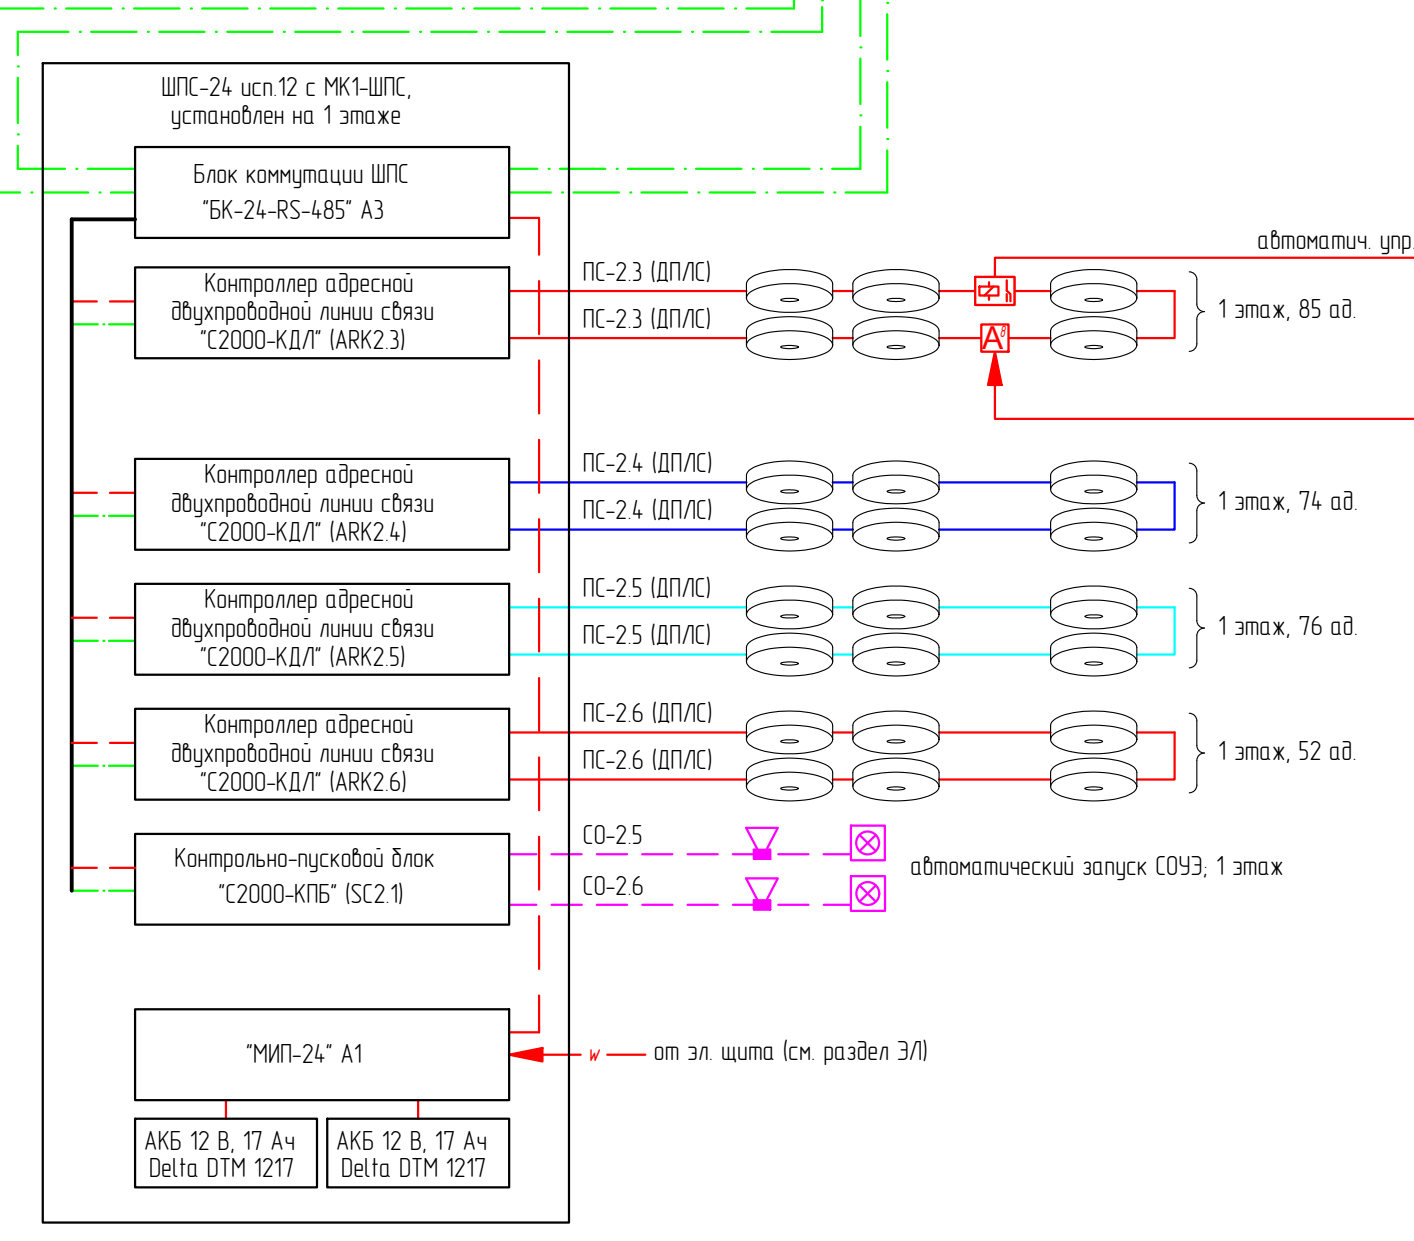 ШПС-24 исп.12 с МК1-ШПС,
установлен на 1 этаже
Блок коммутации ШПС
"БК-24-RS-485" А3
автоматич. упр.
Контроллер адресной
двухпроводной линии связи
"С2000-КДЛ" (ARK2.3)
ПС-2.3 (ДПЛС)
ПС-2.3 (ДПЛС)
А8
1 этаж, 85 ад.
Контроллер адресной
двухпроводной линии связи
"С2000-КДЛ" (ARK2.4)
ПС-2.4 (ДПЛС)
ПС-2.4 (ДПЛС)
1 этаж, 74 ад.
Контроллер адресной
двухпроводной линии связи
"С2000-КДЛ" (ARK2.5)
ПС-2.5 (ДПЛС)
ПС-2.5 (ДПЛС)
1 этаж, 76 ад.
Контроллер адресной
двухпроводной линии связи
"С2000-КДЛ" (ARK2.6)
ПС-2.6 (ДПЛС)
ПС-2.6 (ДПЛС)
1 этаж, 52 ад.
Контрольно-пусковой блок
"С2000-КПБ" (SC2.1)
СО-2.5
СО-2.6
автоматический запуск СОУЭ; 1 этаж
"МИП-24" А1
w
от эл. щита (см. раздел ЭЛ)
АКБ 12 В, 17 Ач
Delta DTM 1217
АКБ 12 В, 17 Ач
Delta DTM 1217